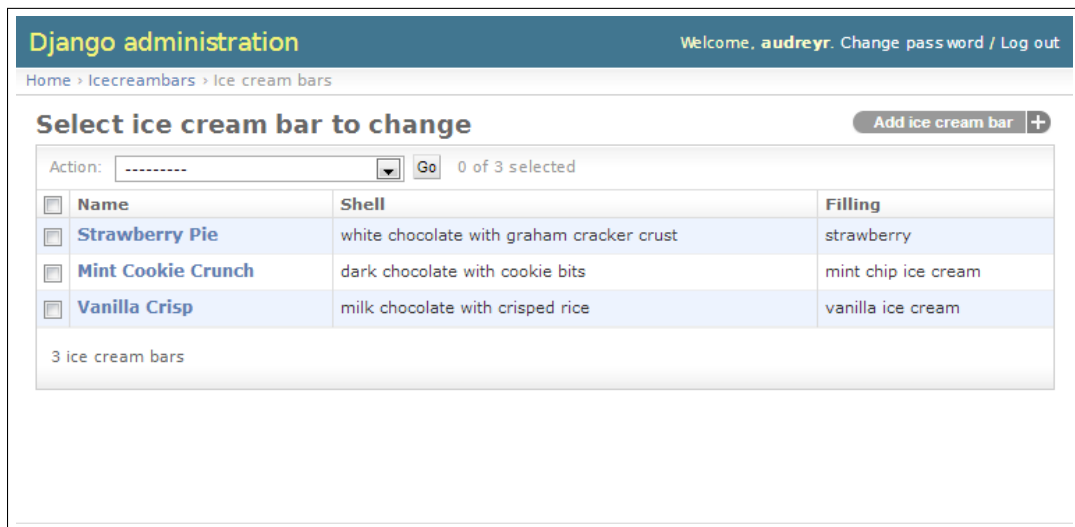 Django administration
Welcome, audreyr. Change password / Log out
Home › Icecreambars › Ice cream bars
Select ice cream bar to change
Add ice cream bar +
Action: --------- Go 0 of 3 selected
Name Shell Filling
Strawberry Pie white chocolate with graham cracker crust strawberry
Mint Cookie Crunch dark chocolate with cookie bits mint chip ice cream
Vanilla Crisp milk chocolate with crisped rice vanilla ice cream
3 ice cream bars